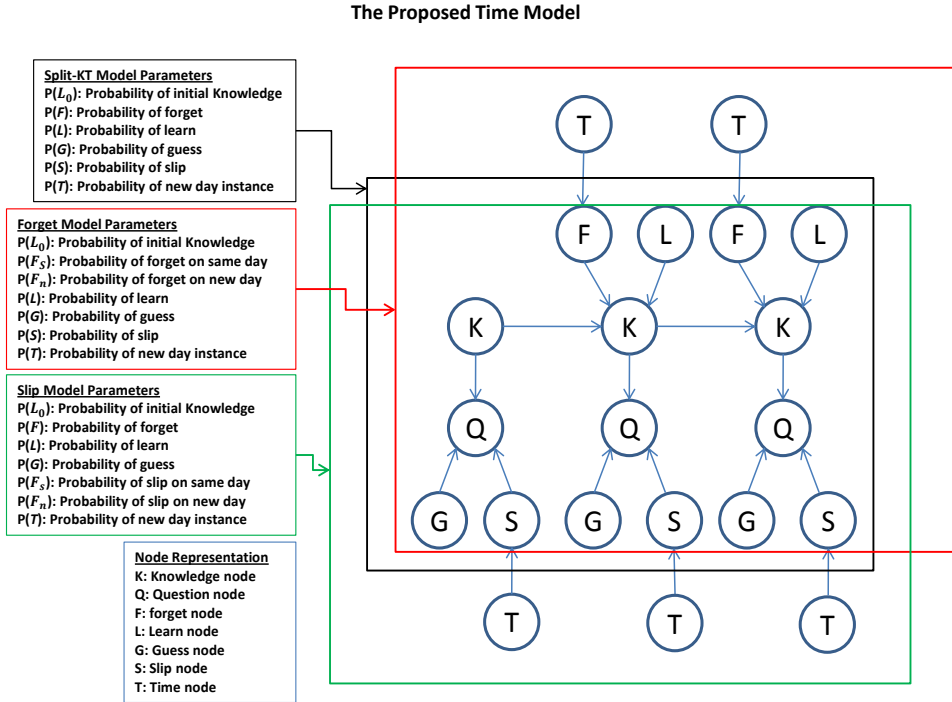 The Proposed Time Model
Split-KT Model Parameters
P(L₀): Probability of initial Knowledge
P(F): Probability of forget
P(L): Probability of learn
P(G): Probability of guess
P(S): Probability of slip
P(T): Probability of new day instance
Forget Model Parameters
P(L₀): Probability of initial Knowledge
P(F_S): Probability of forget on same day
P(F_n): Probability of forget on new day
P(L): Probability of learn
P(G): Probability of guess
P(S): Probability of slip
P(T): Probability of new day instance
Slip Model Parameters
P(L₀): Probability of initial Knowledge
P(F): Probability of forget
P(L): Probability of learn
P(G): Probability of guess
P(F_s): Probability of slip on same day
P(F_n): Probability of slip on new day
P(T): Probability of new day instance
Node Representation
K: Knowledge node
Q: Question node
F: forget node
L: Learn node
G: Guess node
S: Slip node
T: Time node
T T
F L F L
K K K
Q Q Q
G S G S G S
T T T